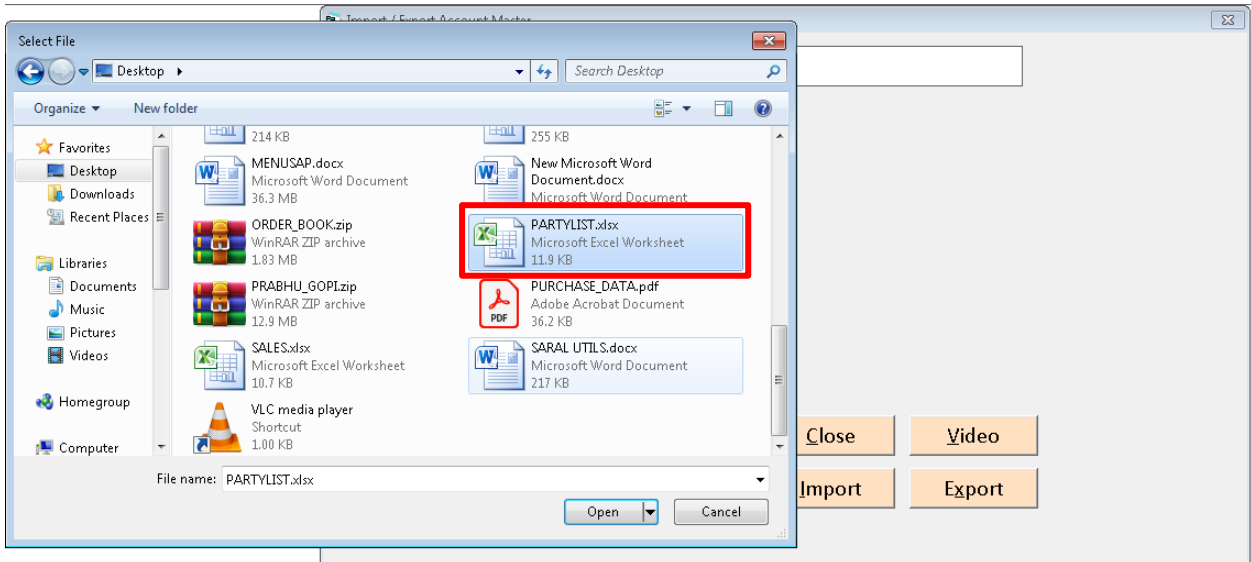 Import / Export Account Master
Select File
Desktop
Search Desktop
Organize
New folder
Favorites
Desktop
Downloads
Recent Places
Libraries
Documents
Music
Pictures
Videos
Homegroup
Computer
214 KB
255 KB
MENUSAP.docx
Microsoft Word Document
36.3 MB
New Microsoft Word
Document.docx
Microsoft Word Document
ORDER_BOOK.zip
WinRAR ZIP archive
1.83 MB
PARTYLIST.xlsx
Microsoft Excel Worksheet
11.9 KB
PRABHU_GOPI.zip
WinRAR ZIP archive
12.9 MB
PDF
PURCHASE_DATA.pdf
Adobe Acrobat Document
36.2 KB
SALES.xlsx
Microsoft Excel Worksheet
10.7 KB
SARAL UTILS.docx
Microsoft Word Document
217 KB
VLC media player
Shortcut
1.00 KB
File name: PARTYLIST.xlsx
Open
Cancel
Close
Video
Import
Export